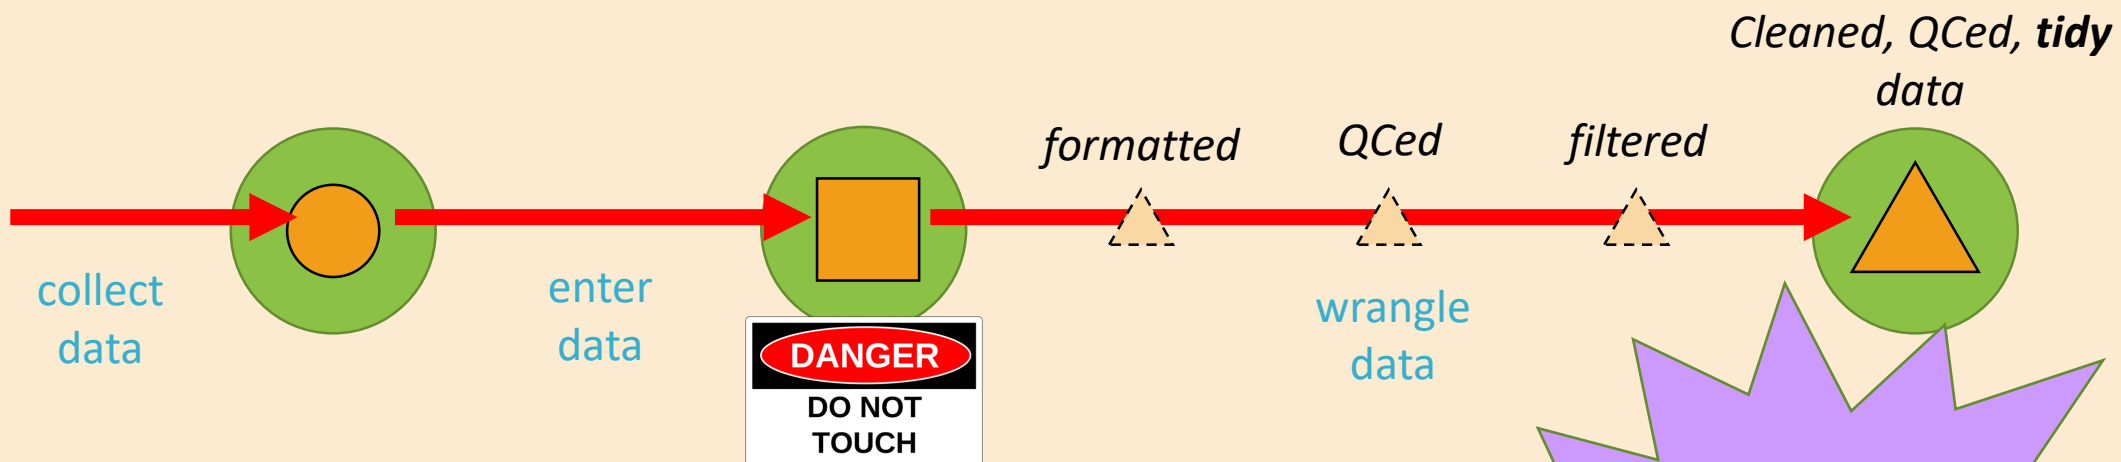 Cleaned, QCed, tidy
data
formatted
QCed
filtered
collect
data
enter
data
wrangle
data
DANGER
DO NOT
TOUCH